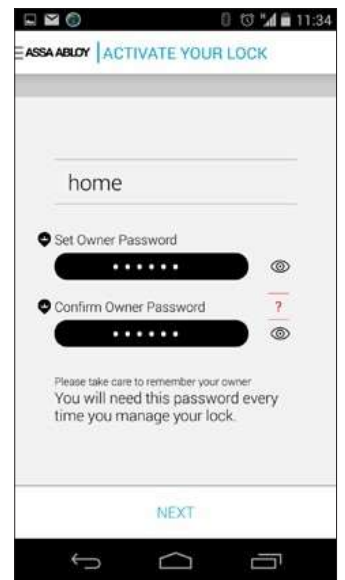 11:34
ASSA ABLOY ACTIVATE YOUR LOCK
home
Set Owner Password
Confirm Owner Password
?
Please take care to remember your owner
You will need this password every
time you manage your lock.
NEXT